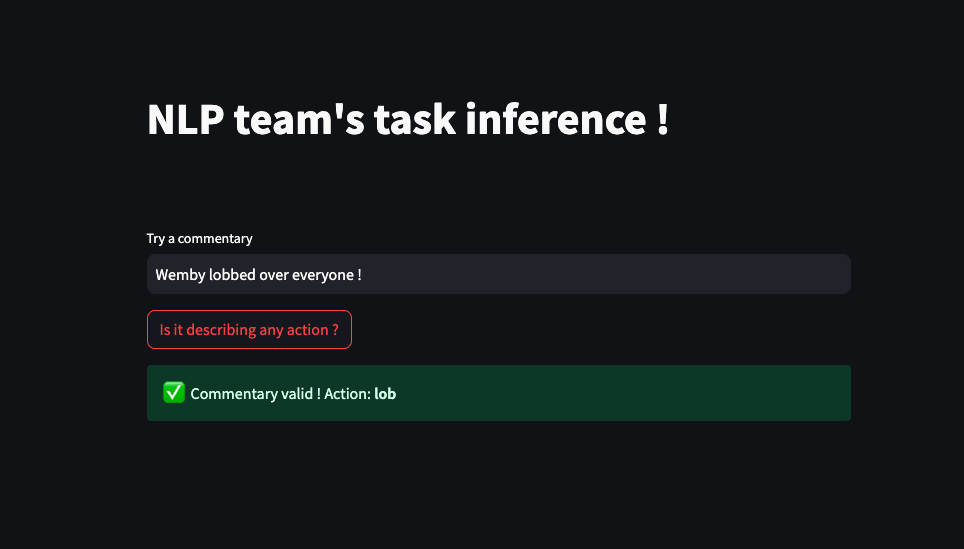 NLP team's task inference !
Try a commentary
Wemby lobbed over everyone !
Is it describing any action ?
✅ Commentary valid ! Action: lob